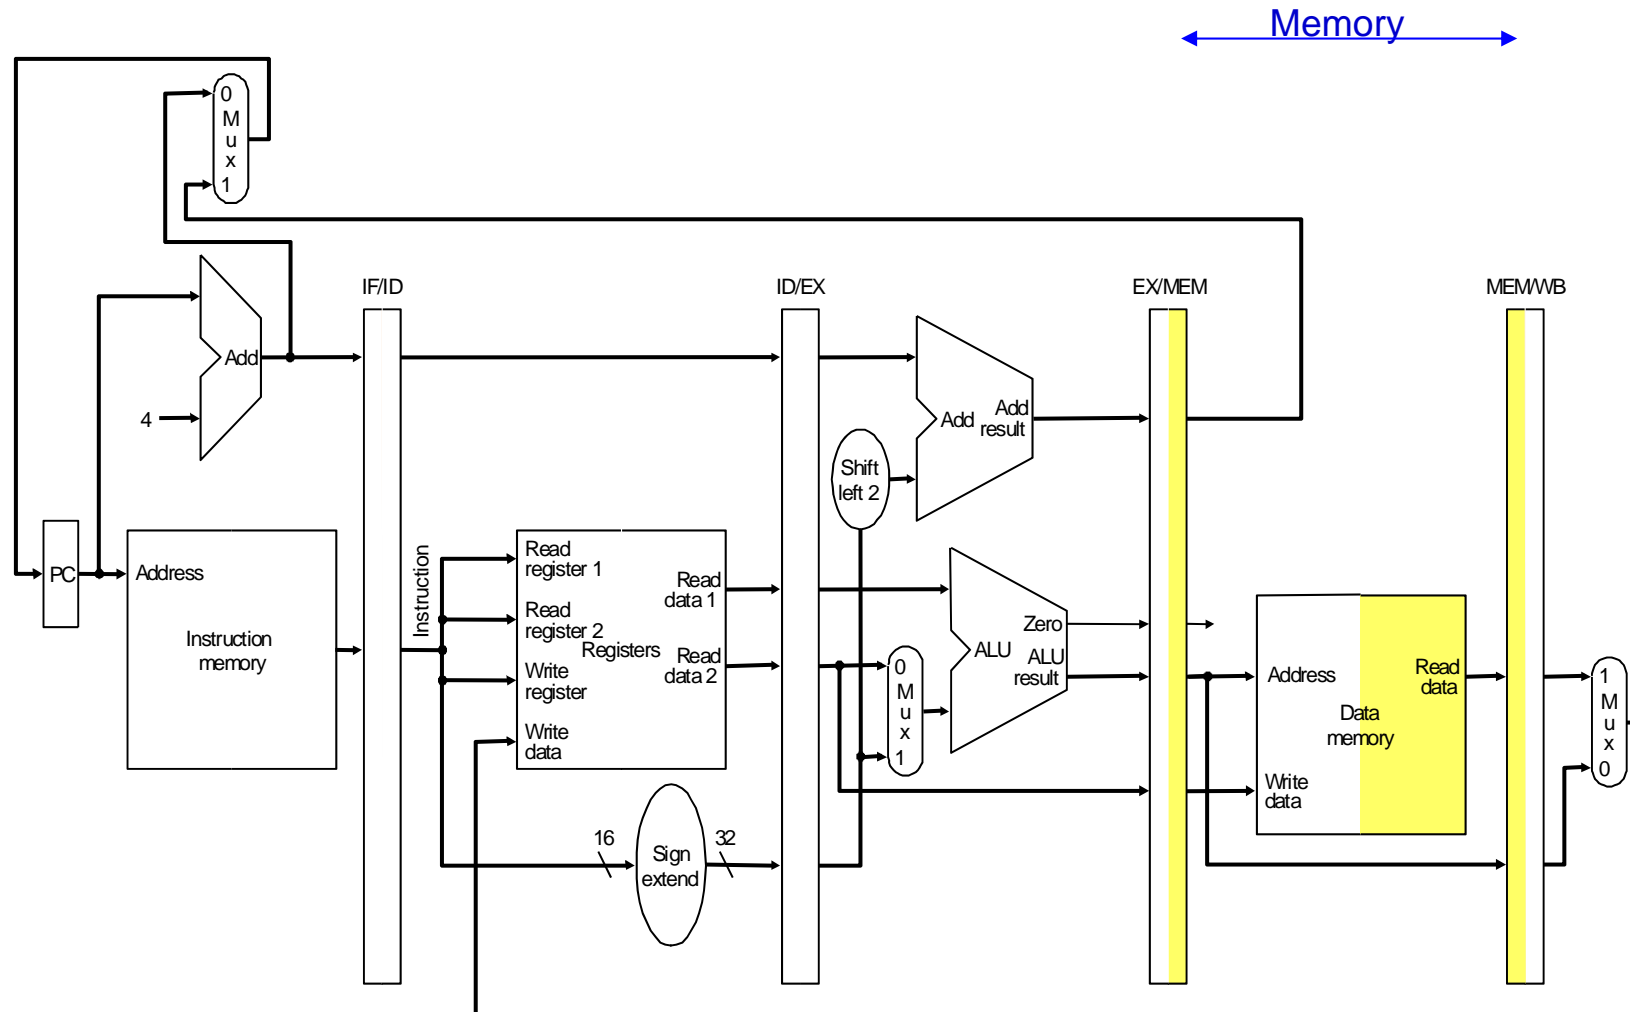 Memory
0
M
u
x
1
IF/ID
ID/EX
EX/MEM
MEM/WB
Add
4
Add
Add
result
Shift
left 2
PC
Address
Instruction
memory
Instruction
Read
register 1
Read
register 2
Registers
Write
register
Write
data
Read
data 1
Read
data 2
16
Sign
extend
32
0
M
u
x
1
Zero
ALU
ALU
result
Address
Read
data
Data
memory
Write
data
1
M
u
x
0